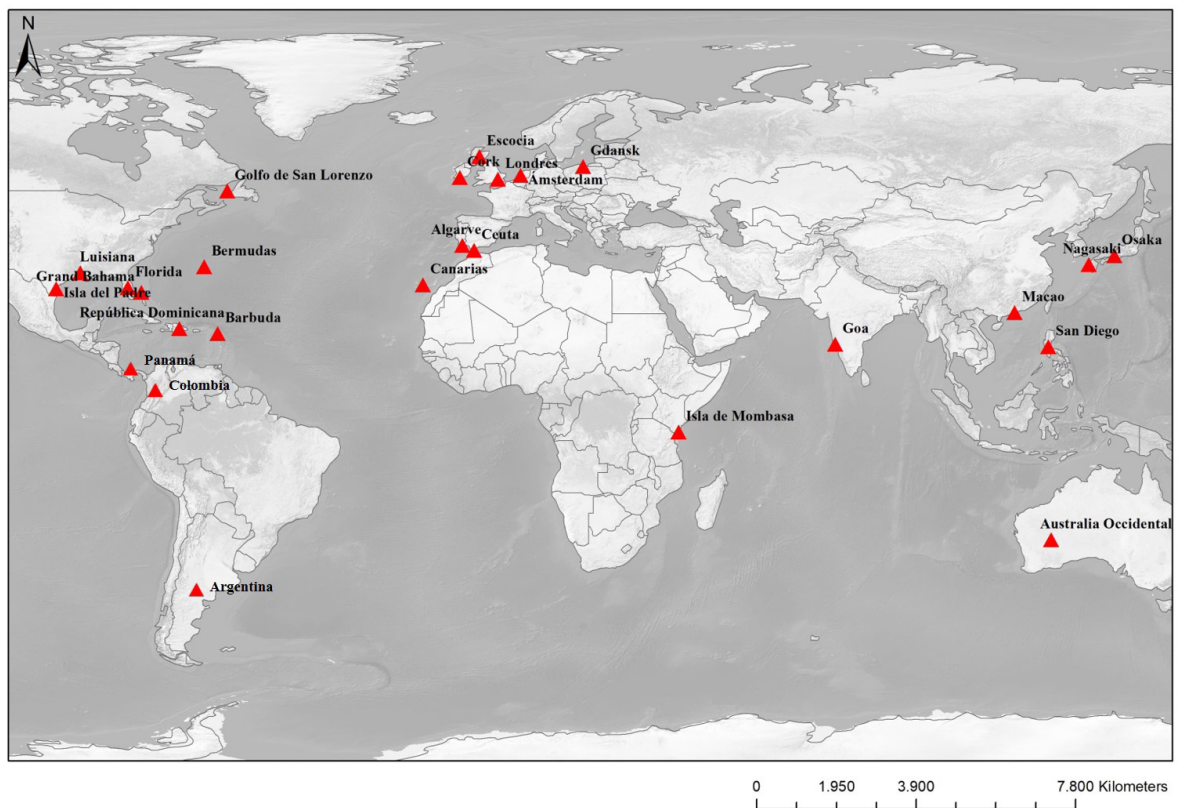 N
Escocia
Cork
Londres
Gdansk
Ámsterdam
Golfo de San Lorenzo
Algarve
Ceuta
Bermudas
Canarias
Luisiana
Grand Bahama
Florida
Isla del Padre
República Dominicana
Barbuda
Panamá
Colombia
Nagasaki
Osaka
Macao
San Diego
Goa
Isla de Mombasa
Australia Occidental
Argentina
0 1.950 3.900 7.800 Kilometers